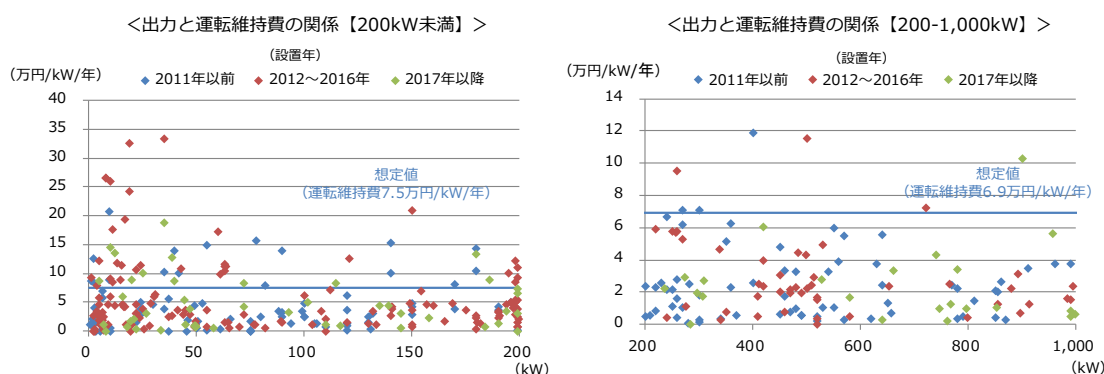 ＜出力と運転維持費の関係【200kW未満】＞
（設置年）
（万円/kW/年）
2011年以前 2012～2016年 2017年以降
40
35
30
25
20
15
10
5
0
想定値
（運転維持費7.5万円/kW/年）
0 50 100 150 200
（kW）
＜出力と運転維持費の関係【200-1,000kW】＞
（設置年）
（万円/kW/年）
2011年以前 2012～2016年 2017年以降
14
12
10
8
6
4
2
0
想定値
（運転維持費6.9万円/kW/年）
200 400 600 800 1,000
（kW）